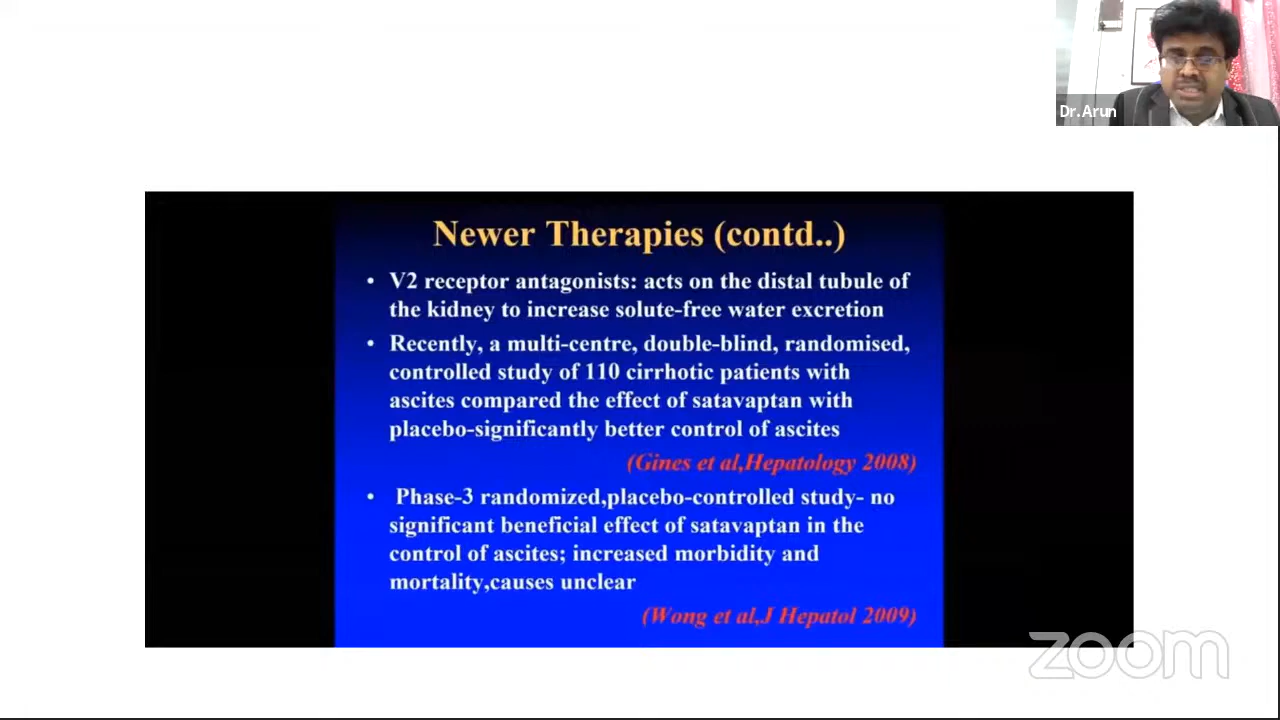 Dr.Arun
Newer Therapies (contd..)
• V2 receptor antagonists: acts on the distal tubule of
the kidney to increase solute-free water excretion
• Recently, a multi-centre, double-blind, randomised,
controlled study of 110 cirrhotic patients with
ascites compared the effect of satavaptan with
placebo-significantly better control of ascites
(Gines et al,Hepatology 2008)
• Phase-3 randomized,placebo-controlled study- no
significant beneficial effect of satavaptan in the
control of ascites; increased morbidity and
mortality,causes unclear
(Wong et al,J Hepatol 2009)
zoom